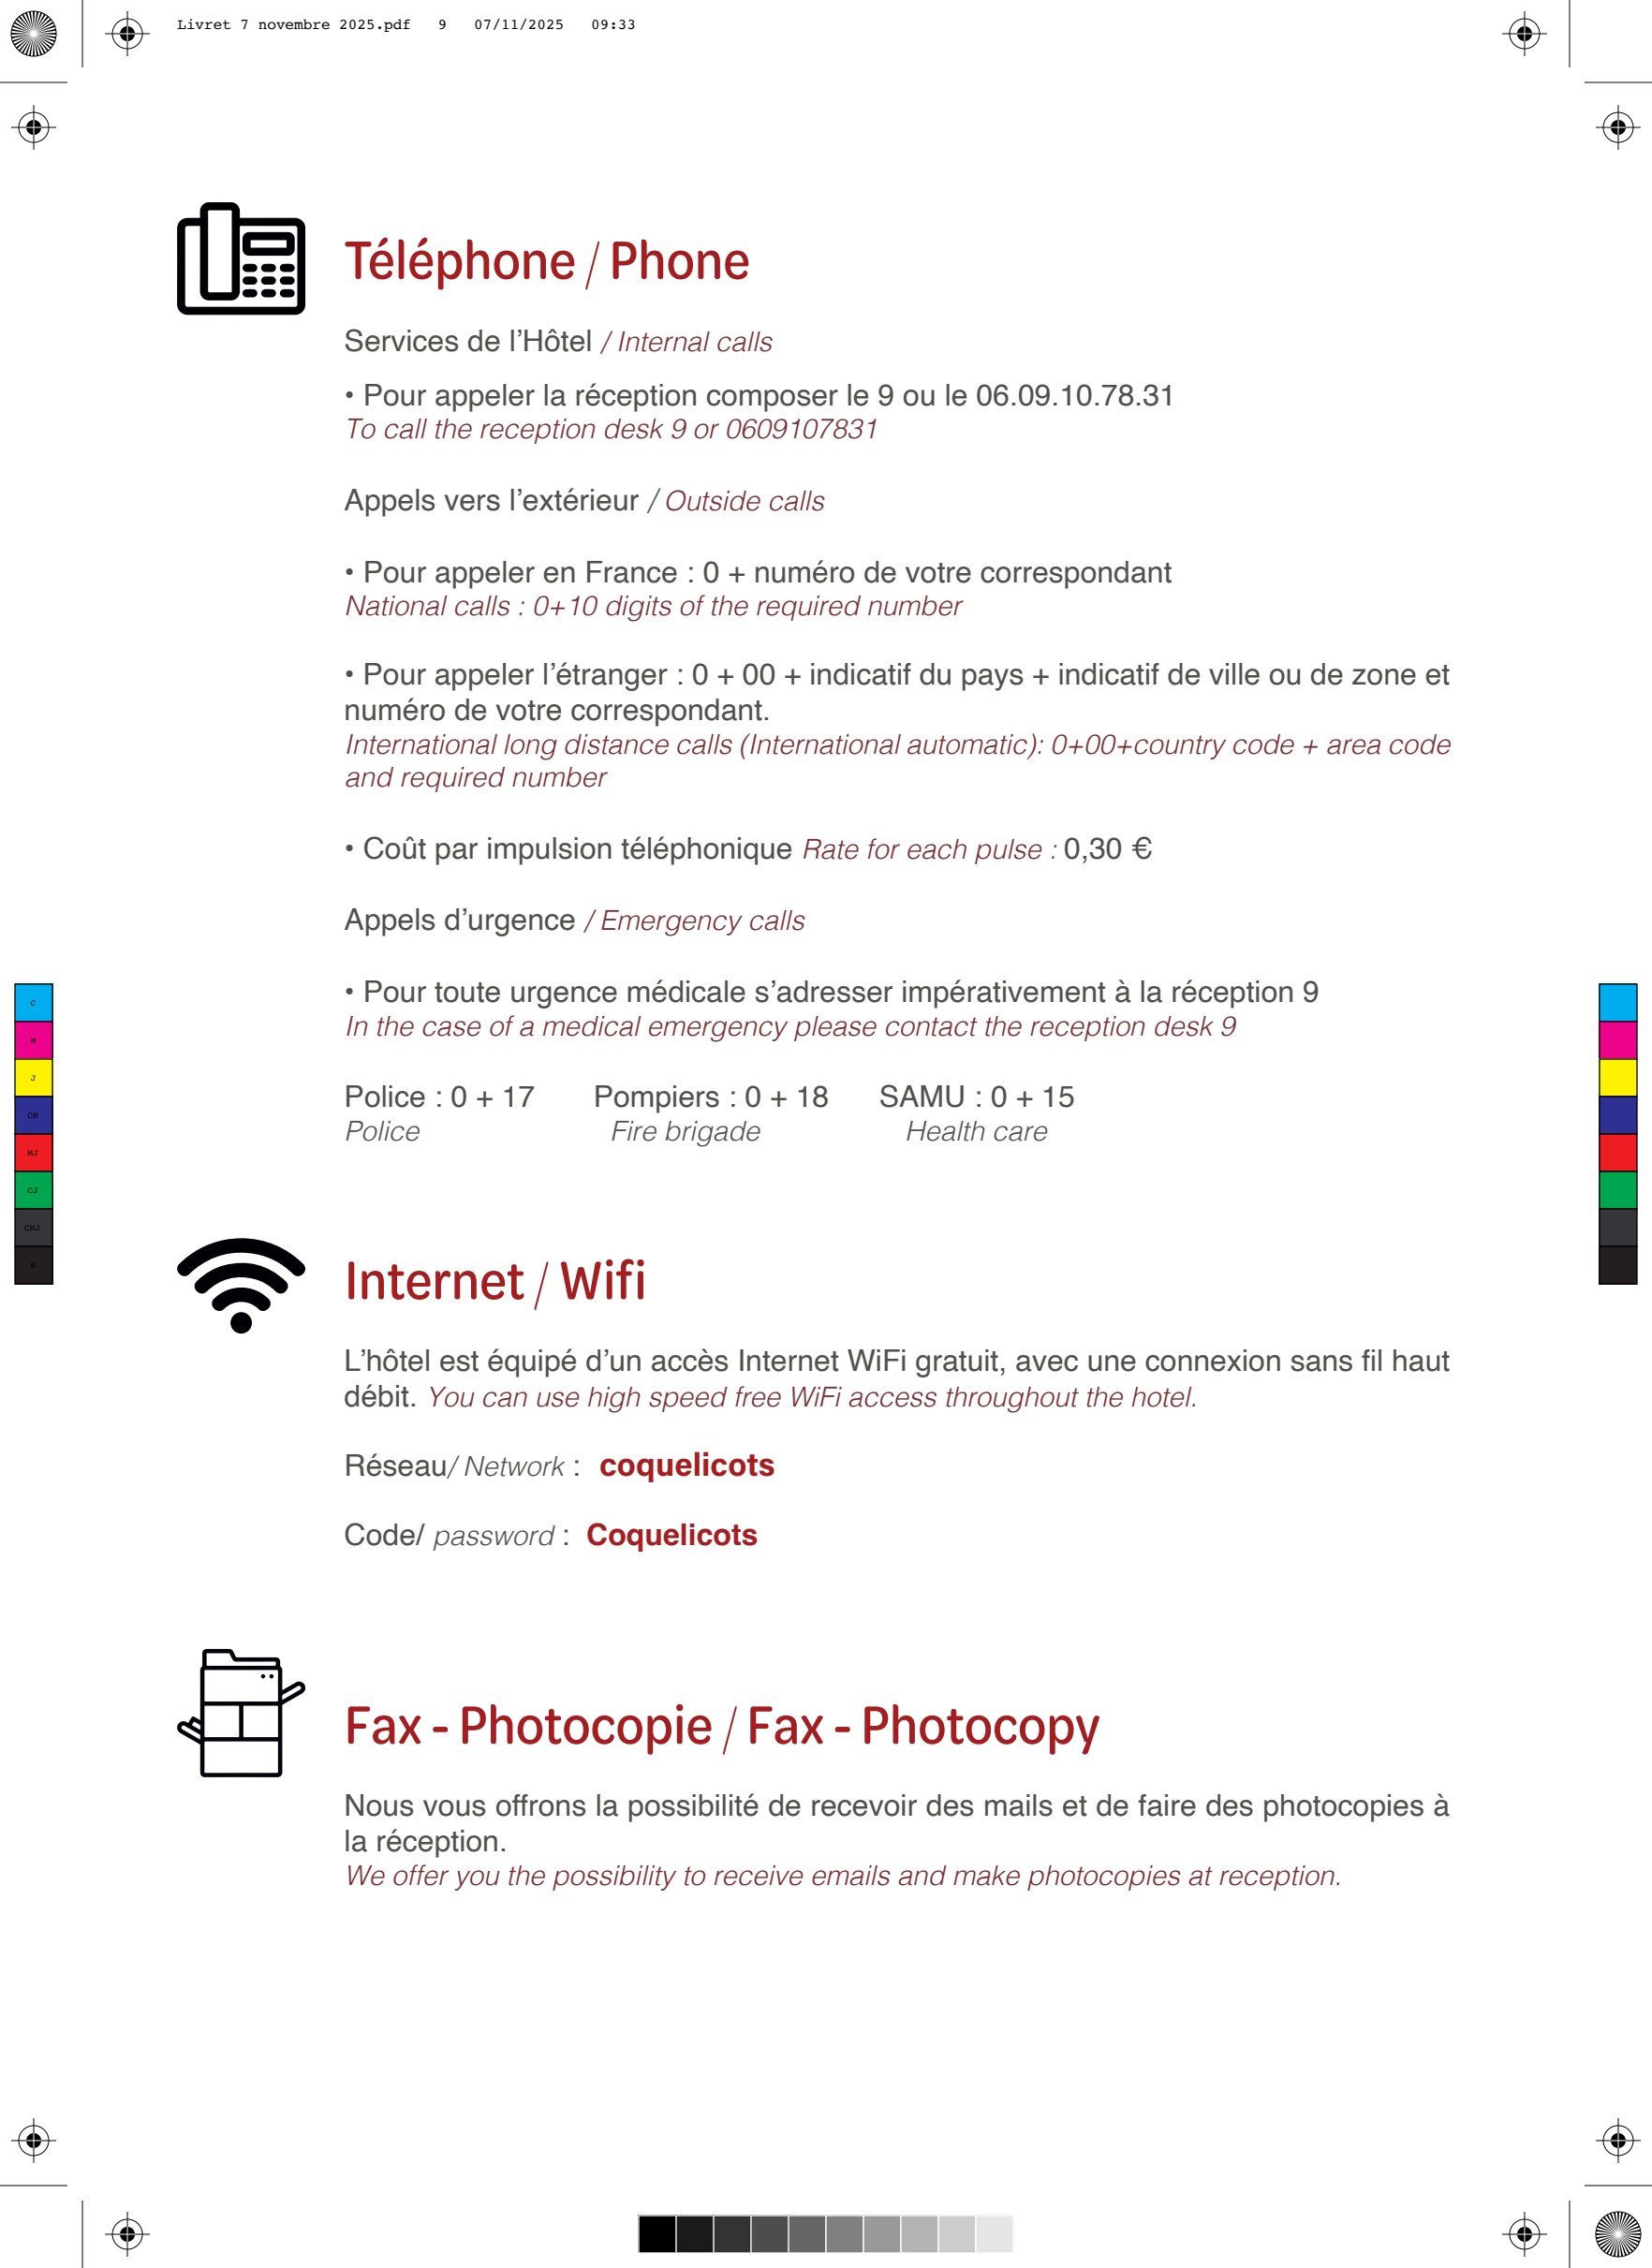 Livret 7 novembre 2025.pdf 9 07/11/2025 09:33
Téléphone / Phone
Services de l’Hôtel / Internal calls
• Pour appeler la réception composer le 9 ou le 06.09.10.78.31
To call the reception desk 9 or 0609107831
Appels vers l’extérieur / Outside calls
• Pour appeler en France : 0 + numéro de votre correspondant
National calls : 0+10 digits of the required number
• Pour appeler l’étranger : 0 + 00 + indicatif du pays + indicatif de ville ou de zone et
numéro de votre correspondant.
International long distance calls (International automatic): 0+00+country code + area code
and required number
• Coût par impulsion téléphonique Rate for each pulse : 0,30 €
Appels d’urgence / Emergency calls
• Pour toute urgence médicale s’adresser impérativement à la réception 9
In the case of a medical emergency please contact the reception desk 9
Police : 0 + 17 Pompiers : 0 + 18 SAMU : 0 + 15
Police Fire brigade Health care
C
M
J
CM
MJ
CJ
CMJ
N
Internet / Wifi
L’hôtel est équipé d’un accès Internet WiFi gratuit, avec une connexion sans fil haut
débit. You can use high speed free WiFi access throughout the hotel.
Réseau/ Network : coquelicots
Code/ password : Coquelicots
Fax - Photocopie / Fax - Photocopy
Nous vous offrons la possibilité de recevoir des mails et de faire des photocopies à
la réception.
We offer you the possibility to receive emails and make photocopies at reception.